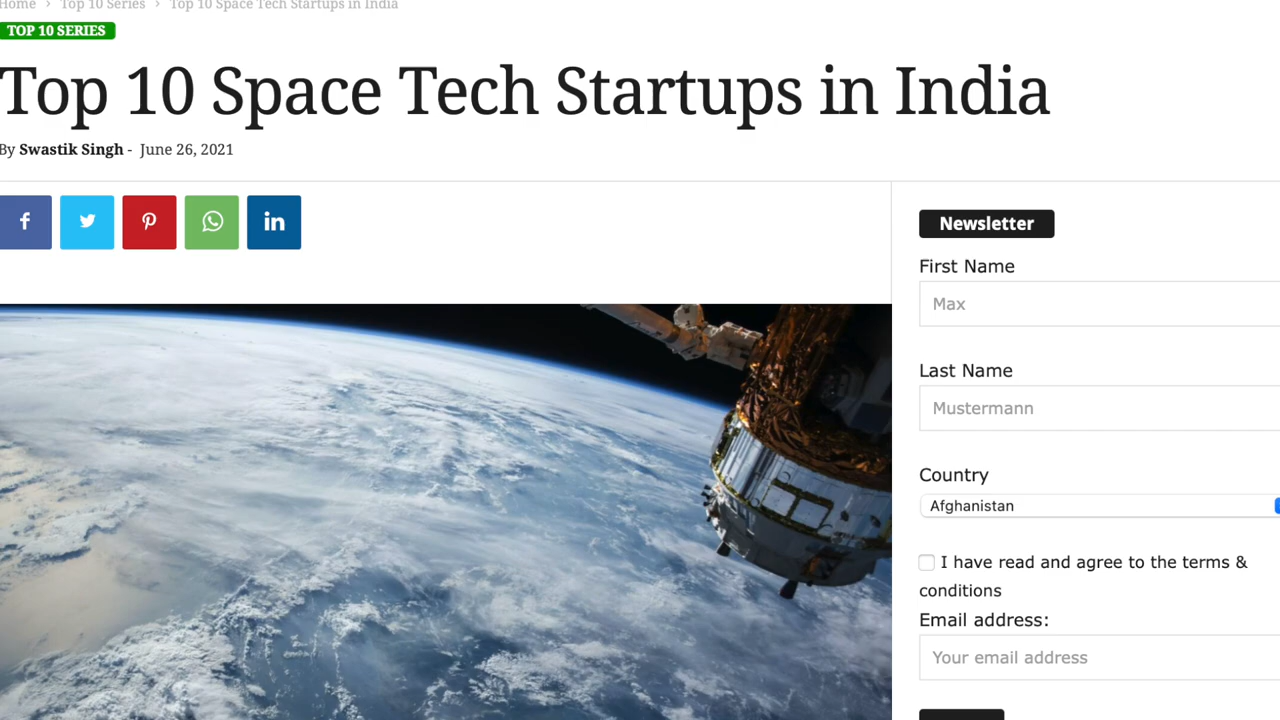 Home › Top 10 Series › Top 10 Space Tech Startups in India
TOP 10 SERIES
Top 10 Space Tech Startups in India
By Swastik Singh - June 26, 2021
f
in
Newsletter
First Name
Max
Last Name
Mustermann
Country
Afghanistan
I have read and agree to the terms &
conditions
Email address:
Your email address